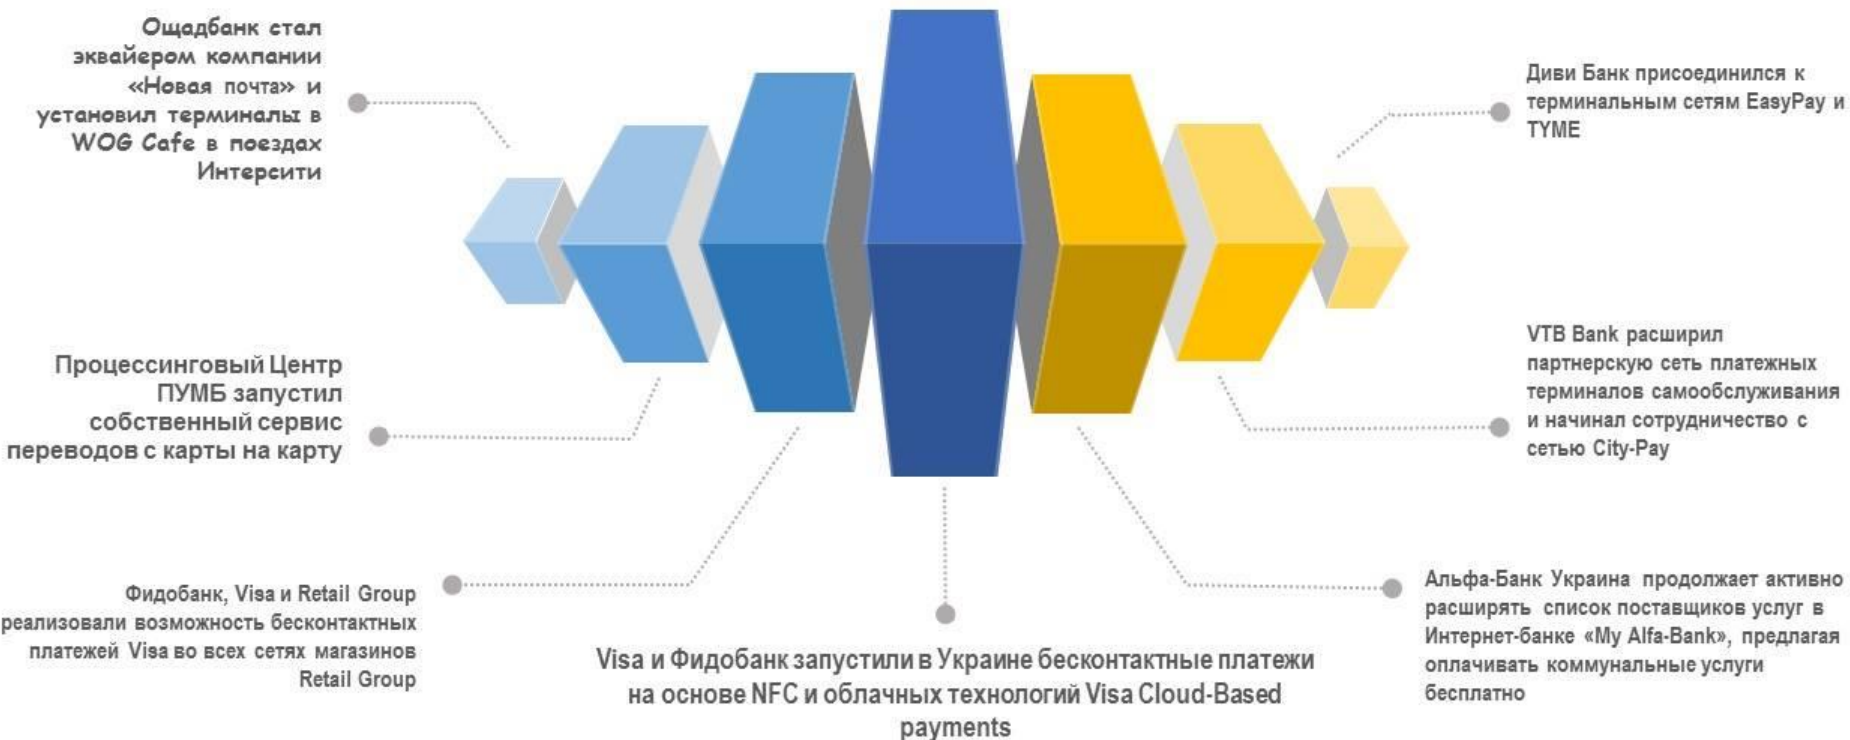 Ощадбанк стал
эквайером компании
«Новая почта» и
установил терминалы в
WOG Cafe в поездах
Интерсити
Процессинговый Центр
ПУМБ запустил
собственный сервис
переводов с карты на карту
Фидобанк, Visa и Retail Group
реализовали возможность бесконтактных
платежей Visa во всех сетях магазинов
Retail Group
Visa и Фидобанк запустили в Украине бесконтактные платежи
на основе NFC и облачных технологий Visa Cloud-Based
payments
Диви Банк присоединился к
терминальным сетям EasyPay и
TYME
VTB Bank расширил
партнерскую сеть платежных
терминалов самообслуживания
и начинал сотрудничество с
сетью City-Pay
Альфа-Банк Украина продолжает активно
расширять список поставщиков услуг в
Интернет-банке «My Alfa-Bank», предлагая
оплачивать коммунальные услуги
бесплатно